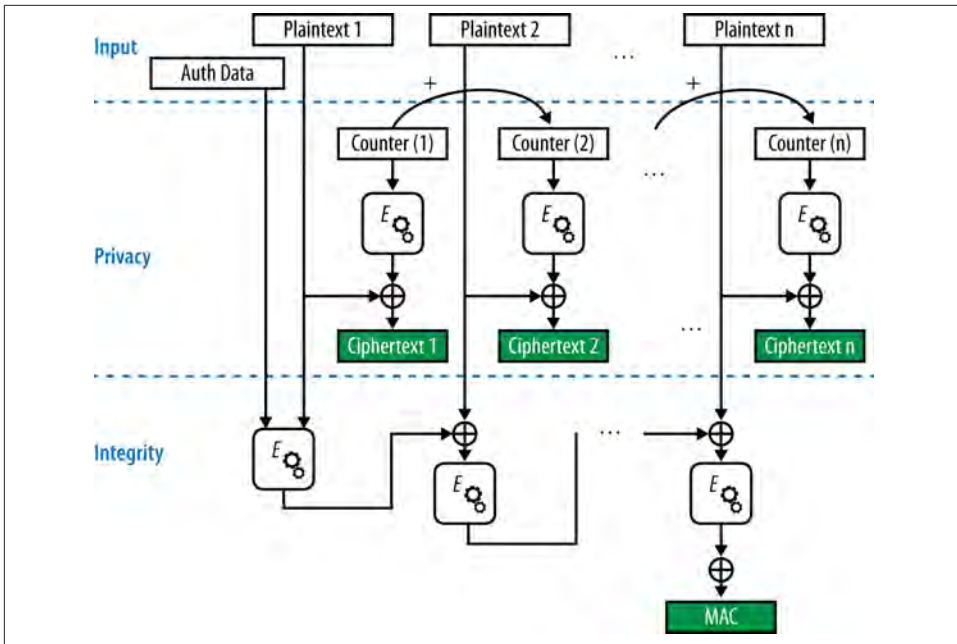 Plaintext 1 Plaintext 2 Plaintext n
Input
...
Auth Data
+ +
Counter (1) Counter (2) Counter (n)
...
E E E
Privacy
...
Ciphertext 1 Ciphertext 2 Ciphertext n
...
Integrity
E
E E
MAC